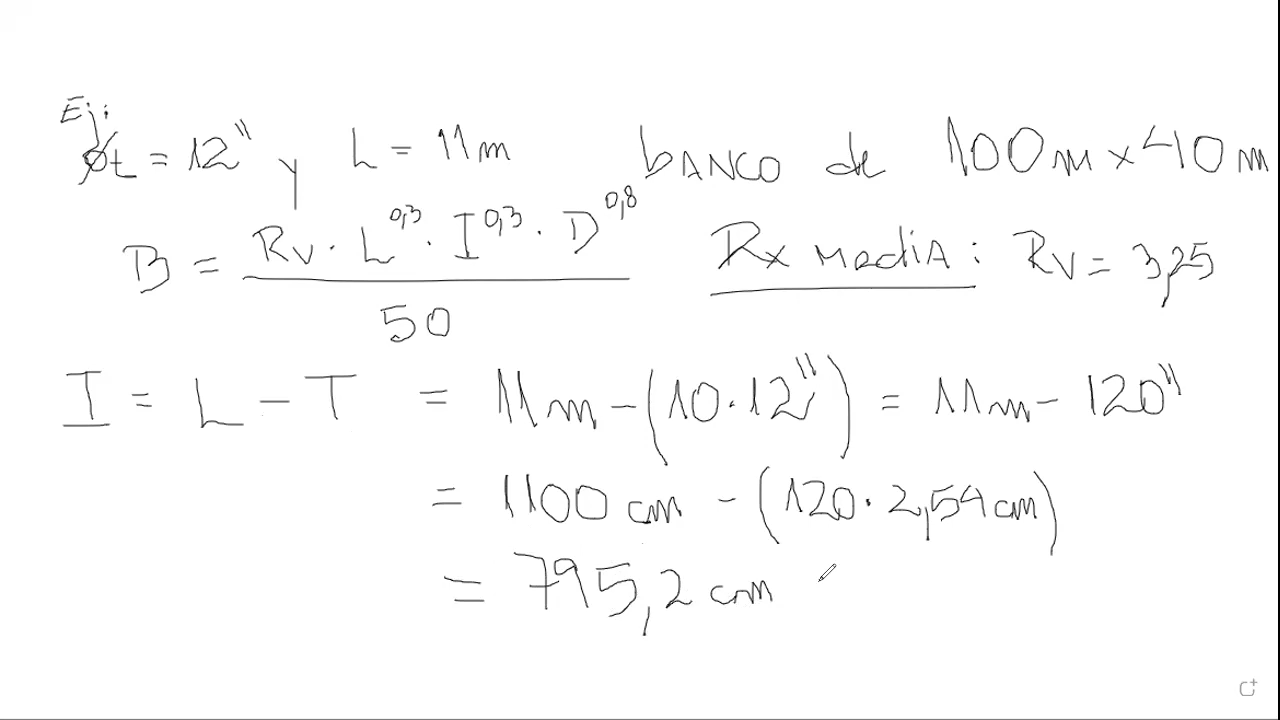 Ej:
∅t = 12" y L = 11m banco de 100m x 40m
B = Rv · L^0,3 · I^0,3 · D^0,8 / 50 Rx media: Rv = 3,25
I = L - T = 11m - (10 · 12") = 11m - 120"
= 1100 cm - (120 · 2,54 cm)
= 795,2 cm